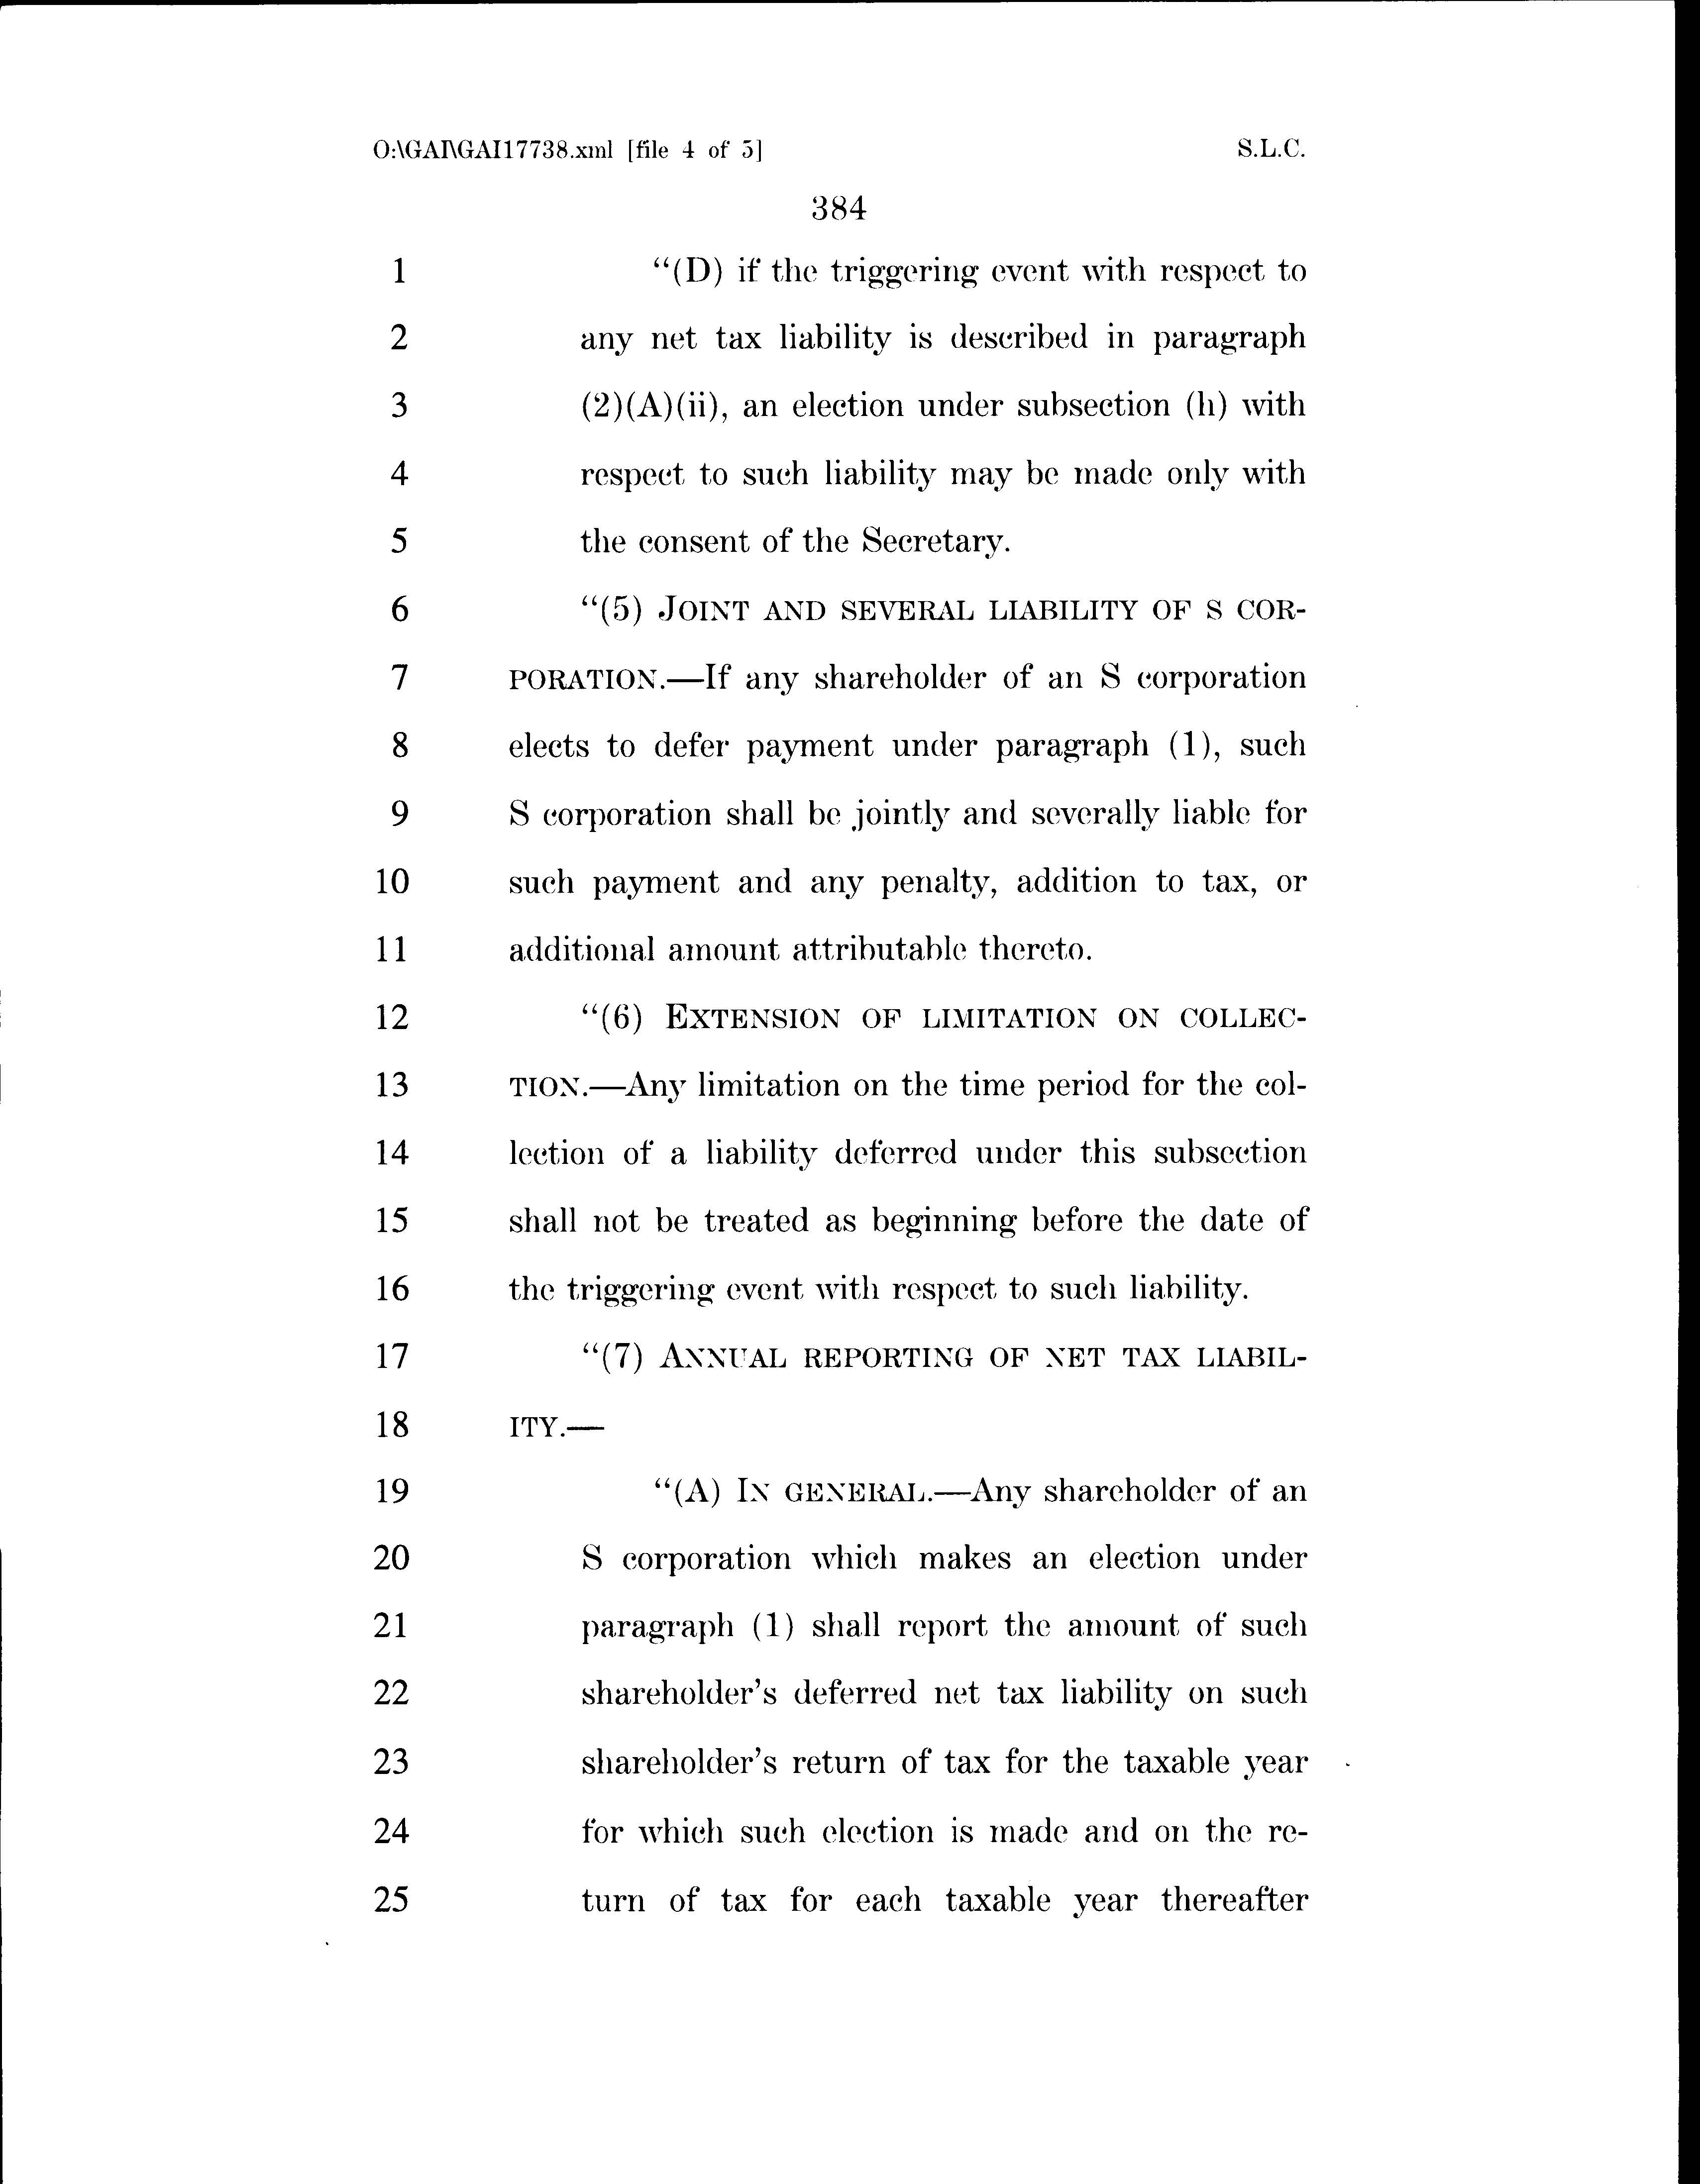 O:\GAI\GAI17738.xml [file 4 of 5] S.L.C.
384
1 “(D) if the triggering event with respect to
2 any net tax liability is described in paragraph
3 (2)(A)(ii), an election under subsection (h) with
4 respect to such liability may be made only with
5 the consent of the Secretary.
6 “(5) JOINT AND SEVERAL LIABILITY OF S COR-
7 PORATION.—If any shareholder of an S corporation
8 elects to defer payment under paragraph (1), such
9 S corporation shall be jointly and severally liable for
10 such payment and any penalty, addition to tax, or
11 additional amount attributable thereto.
12 “(6) EXTENSION OF LIMITATION ON COLLEC-
13 TION.—Any limitation on the time period for the col-
14 lection of a liability deferred under this subsection
15 shall not be treated as beginning before the date of
16 the triggering event with respect to such liability.
17 “(7) ANNUAL REPORTING OF NET TAX LIABIL-
18 ITY.—
19 “(A) IN GENERAL.—Any shareholder of an
20 S corporation which makes an election under
21 paragraph (1) shall report the amount of such
22 shareholder’s deferred net tax liability on such
23 shareholder’s return of tax for the taxable year
24 for which such election is made and on the re-
25 turn of tax for each taxable year thereafter